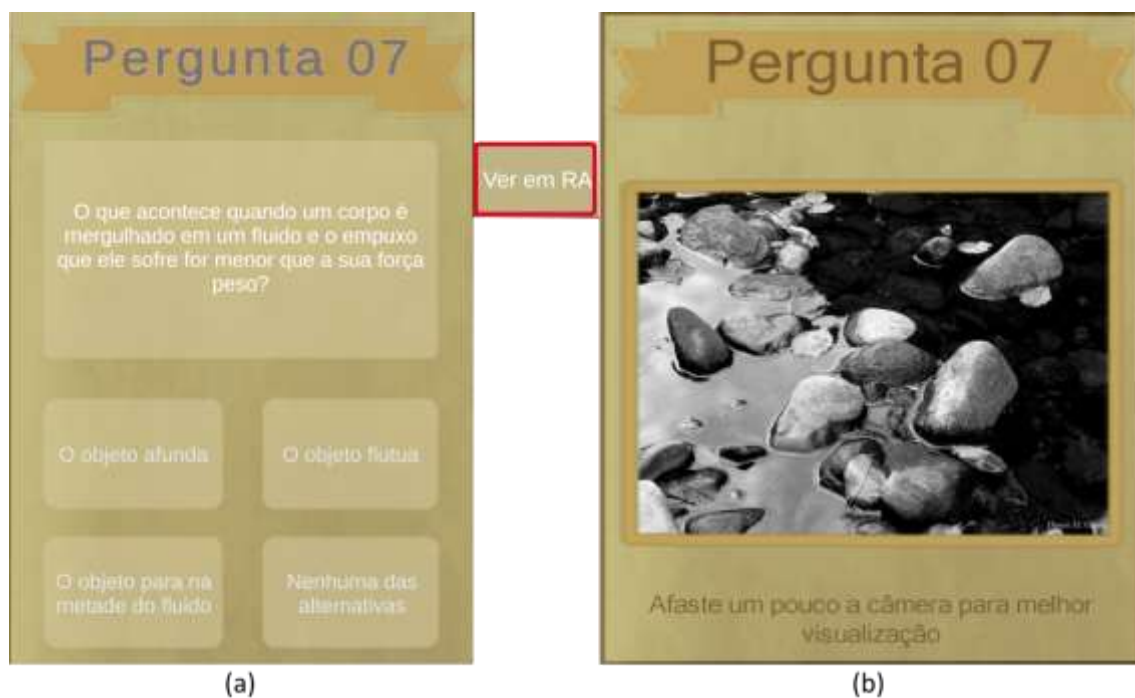 Pergunta 07
O que acontece quando um corpo é
mergulhado em um fluido e o empuxo
que ele sofre for menor que a sua força
peso?
O objeto afunda
O objeto flutua
O objeto para na
metade do fluido
Nenhuma das
alternativas
(a)
Ver em RA
Pergunta 07
Afaste um pouco a câmera para melhor
visualização
(b)